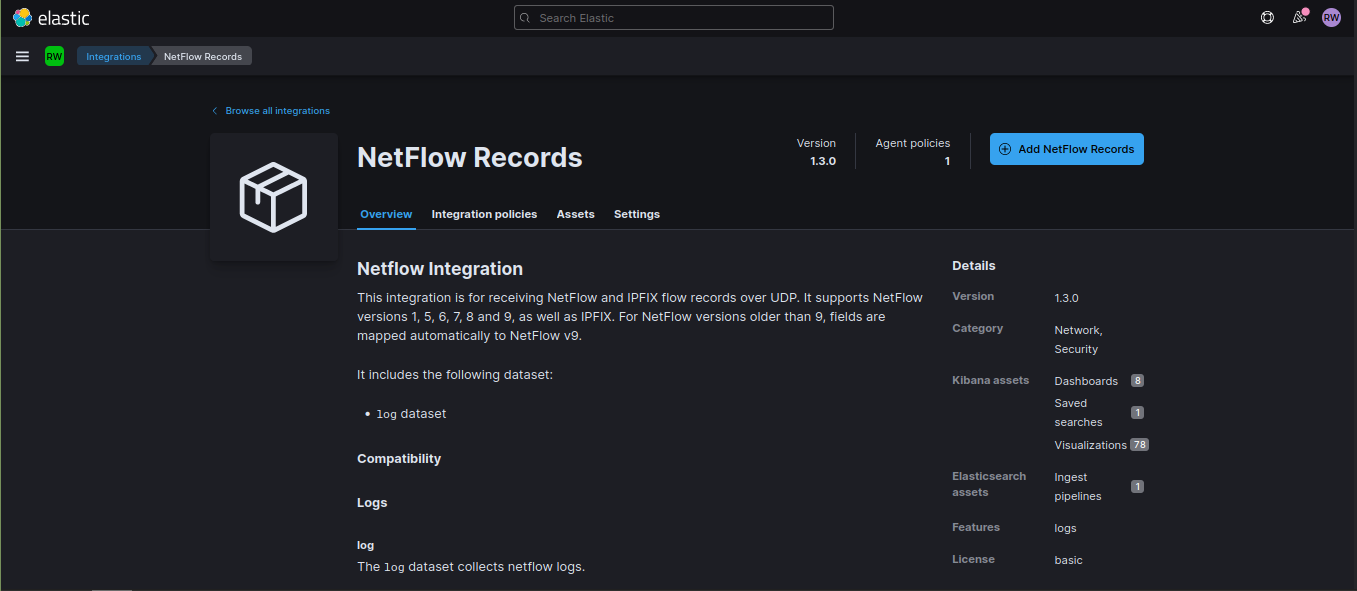 elastic
Search Elastic
RW
RW
Integrations
NetFlow Records
Browse all integrations
NetFlow Records
Version
1.3.0
Agent policies
1
Add NetFlow Records
Overview
Integration policies
Assets
Settings
Netflow Integration
This integration is for receiving NetFlow and IPFIX flow records over UDP. It supports NetFlow
versions 1, 5, 6, 7, 8 and 9, as well as IPFIX. For NetFlow versions older than 9, fields are
mapped automatically to NetFlow v9.
It includes the following dataset:
• log dataset
Compatibility
Logs
log
The log dataset collects netflow logs.
Details
Version
1.3.0
Category
Network,
Security
Kibana assets
Dashboards 8
Saved
searches 1
Visualizations 78
Elasticsearch
assets
Ingest
pipelines 1
Features
logs
License
basic